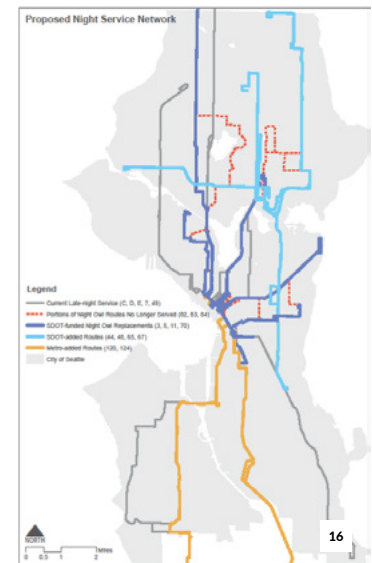 Proposed Night Service Network
Legend
Current Late-night Service (C, D, E, 7, 49)
Portions of Night Owl Routes No Longer Served (82, 83, 84)
SDOT-funded Night Owl Replacements (3, 5, 11, 70)
SDOT-added Routes (44, 48, 65, 67)
Metro-added Routes (120, 124)
City of Seattle
NORTH
0 0.5 1 2 Miles
16